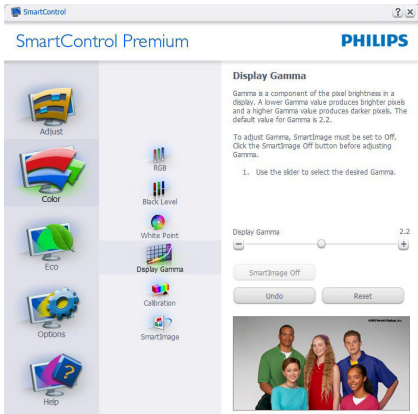 SmartControl
? ×
SmartControl Premium
PHILIPS
Adjust
Color
Eco
Options
Help
RGB
Black Level
White Point
Display Gamma
Calibration
SmartImage
Display Gamma
Gamma is a component of the pixel brightness in a
display. A lower Gamma value produces brighter pixels
and a higher Gamma value produces darker pixels. The
default value for Gamma is 2.2.
To adjust Gamma, SmartImage must be set to Off.
Click the SmartImage Off button before adjusting
Gamma.
1. Use the slider to select the desired Gamma.
Display Gamma 2.2
SmartImage Off
Undo Reset